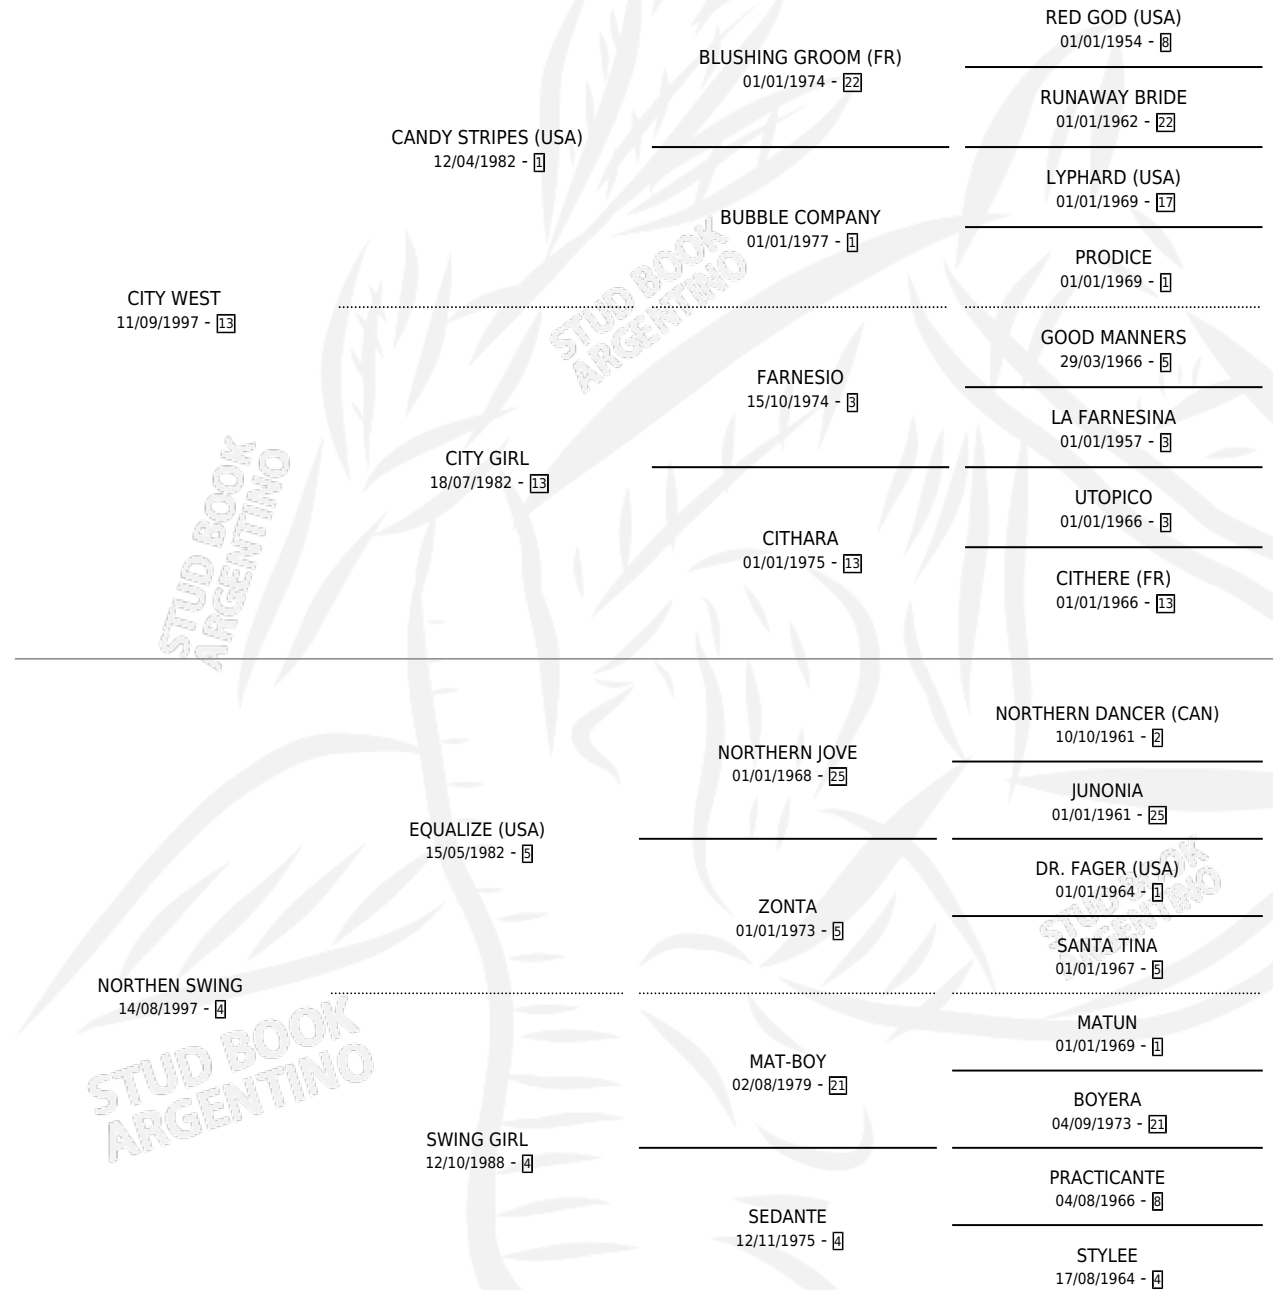 RED GOD (USA)
01/01/1954 - 8
BLUSHING GROOM (FR)
01/01/1974 - 22
RUNAWAY BRIDE
01/01/1962 - 22
CANDY STRIPES (USA)
12/04/1982 - 1
LYPHARD (USA)
01/01/1969 - 17
BUBBLE COMPANY
01/01/1977 - 1
PRODICE
01/01/1969 - 1
CITY WEST
11/09/1997 - 13
STUD BOOK
ARGENTINO
GOOD MANNERS
29/03/1966 - 5
FARNESIO
15/10/1974 - 3
LA FARNESINA
01/01/1957 - 3
CITY GIRL
18/07/1982 - 13
UTOPICO
01/01/1966 - 3
CITHARA
01/01/1975 - 13
CITHERE (FR)
01/01/1966 - 13
STUD BOOK
ARGENTINO
NORTHERN DANCER (CAN)
10/10/1961 - 2
NORTHERN JOVE
01/01/1968 - 25
JUNONIA
01/01/1961 - 25
EQUALIZE (USA)
15/05/1982 - 5
DR. FAGER (USA)
01/01/1964 - 1
ZONTA
01/01/1973 - 5
STUD BOOK
ARGENTINO
SANTA TINA
01/01/1967 - 5
NORTHEN SWING
14/08/1997 - 4
MATUN
01/01/1969 - 1
MAT-BOY
02/08/1979 - 21
STUD BOOK
ARGENTINO
BOYERA
04/09/1973 - 21
SWING GIRL
12/10/1988 - 4
PRACTICANTE
04/08/1966 - 8
SEDANTE
12/11/1975 - 4
STYLEE
17/08/1964 - 4